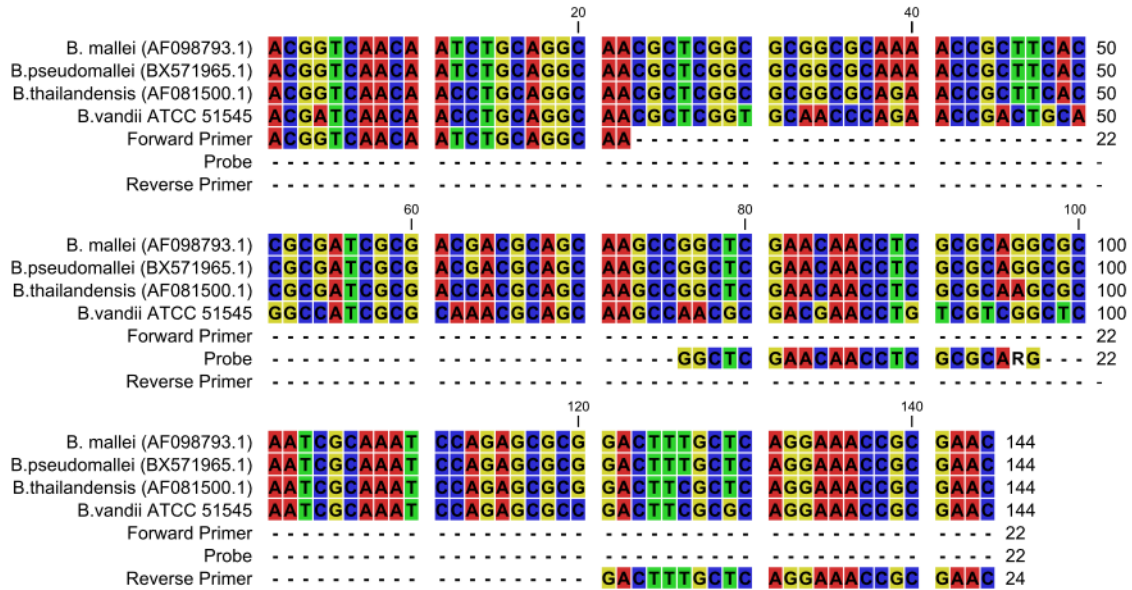 20 40
B. mallei (AF098793.1) ACGGTCAACA ATCTGCAGGC AACGCTCGGC GCGGCGCAAA ACCGCTTCAC 50
B.pseudomallei (BX571965.1) ACGGTCAACA ATCTGCAGGC AACGCTCGGC GCGGCGCAAA ACCGCTTCAC 50
B.thailandensis (AF081500.1) ACGGTCAACA ACCTGCAGGC AACGCTCGGC GCGGCGCAGA ACCGCTTCAC 50
B.vandii ATCC 51545 ACGATCAACA ACCTGCAGGC AACGCTCGGT GCAACCCAGA ACCGACTGCA 50
Forward Primer ACGGTCAACA ATCTGCAGGC AA - - - - - - - - - - - - - - - - - - - - - - - - - - - - 22
Probe - - - - - - - - - - - - - - - - - - - - - - - - - - - - - - - - - - - - - - - - - - - - - - - - - - -
Reverse Primer - - - - - - - - - - - - - - - - - - - - - - - - - - - - - - - - - - - - - - - - - - - - - - - - - - -
60 80 100
B. mallei (AF098793.1) CGCGATCGCG ACGACGCAGC AAGCCGGCTC GAACAACCTC GCGCAGGCGC 100
B.pseudomallei (BX571965.1) CGCGATCGCG ACGACGCAGC AAGCCGGCTC GAACAACCTC GCGCAGGCGC 100
B.thailandensis (AF081500.1) CGCGATCGCG ACCACGCAGC AAGCCGGCTC GAACAACCTC GCGCAAGCGC 100
B.vandii ATCC 51545 GGCCATCGCG CAAACGCAGC AAGCCAACGC GACGAACCTG TCGTCGGCTC 100
Forward Primer - - - - - - - - - - - - - - - - - - - - - - - - - - - - - - - - - - - - - - - - - - - - - - - - - - 22
Probe - - - - - - - - - - - - - - - - - - - - - - - - - GGCTC GAACAACCTC GCGCARG - - - 22
Reverse Primer - - - - - - - - - - - - - - - - - - - - - - - - - - - - - - - - - - - - - - - - - - - - - - - - - - -
120 140
B. mallei (AF098793.1) AATCGCAAAT CCAGAGCGCG GACTTTGCTC AGGAAACCGC GAAC 144
B.pseudomallei (BX571965.1) AATCGCAAAT CCAGAGCGCG GACTTTGCTC AGGAAACCGC GAAC 144
B.thailandensis (AF081500.1) AATCGCAAAT CCAGAGCGCG GACTTCGCTC AGGAAACCGC GAAC 144
B.vandii ATCC 51545 AATCGCAAAT CCAGAGCGCC GACTTCGCGC AGGAAACCGC GAAC 144
Forward Primer - - - - - - - - - - - - - - - - - - - - - - - - - - - - - - - - - - - - - - - - - - - - 22
Probe - - - - - - - - - - - - - - - - - - - - - - - - - - - - - - - - - - - - - - - - - - - - 22
Reverse Primer - - - - - - - - - - - - - - - - - - - - GACTTTGCTC AGGAAACCGC GAAC 24